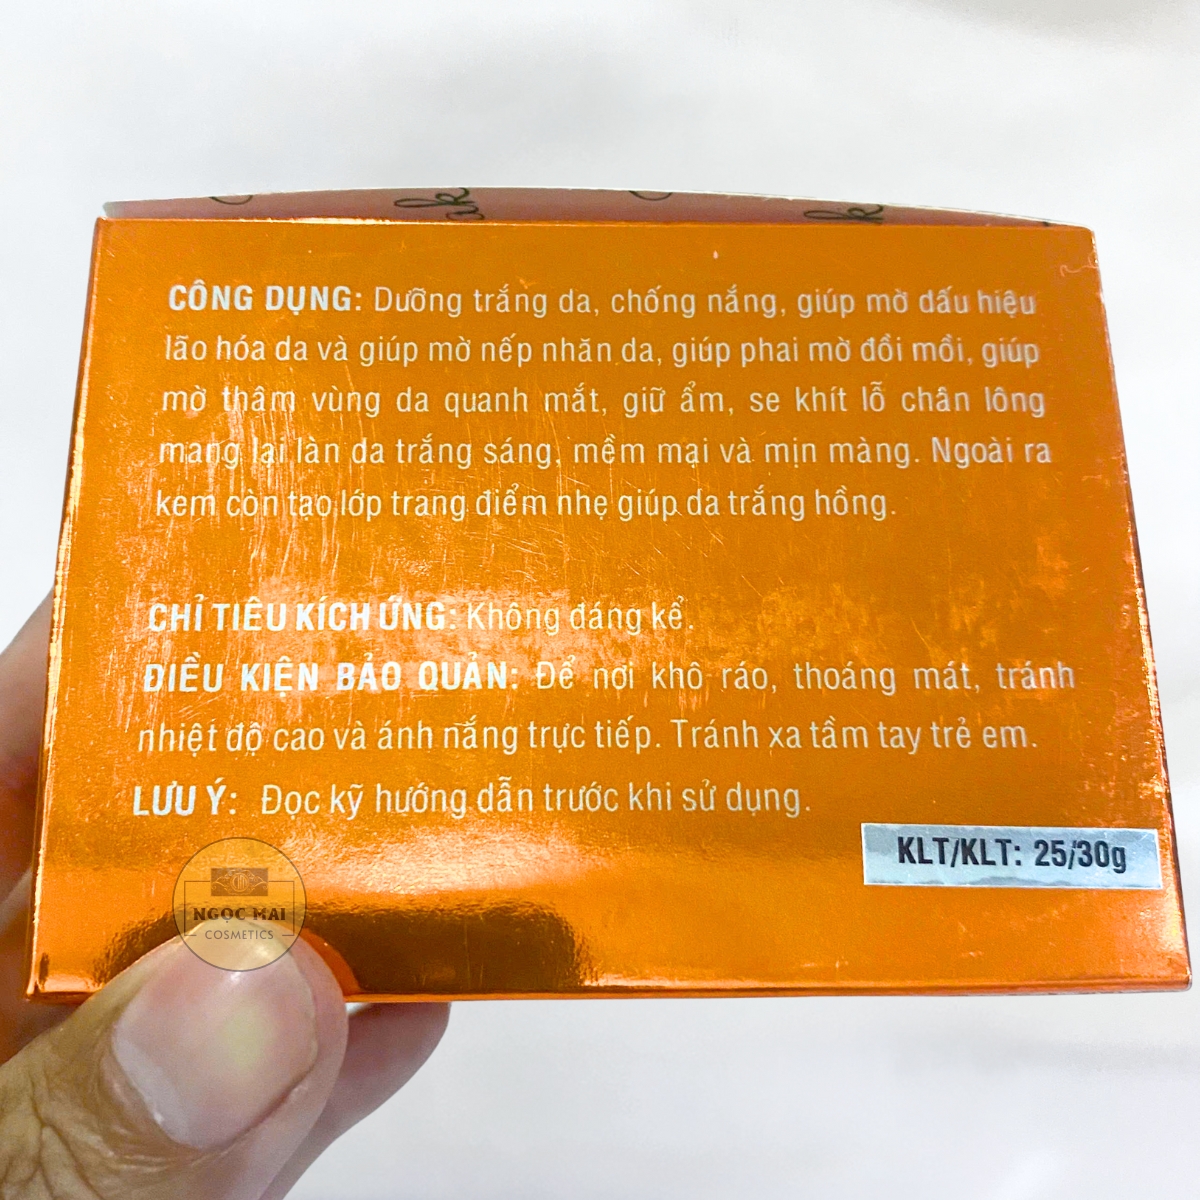 CÔNG DỤNG: Dưỡng trắng da, chống nắng, giúp mờ dấu hiệu
lão hóa da và giúp mờ nếp nhăn da, giúp phai mờ đồi mồi, giúp
mờ thâm vùng da quanh mắt, giữ ẩm, se khít lỗ chân lông
mang lại làn da trắng sáng, mềm mại và mịn màng. Ngoài ra
kem còn tạo lớp trang điểm nhẹ giúp da trắng hồng.
CHỈ TIÊU KÍCH ỨNG: Không đáng kể.
ĐIỀU KIỆN BẢO QUẢN: Để nơi khô ráo, thoáng mát, tránh
nhiệt độ cao và ánh nắng trực tiếp. Tránh xa tầm tay trẻ em.
LƯU Ý: Đọc kỹ hướng dẫn trước khi sử dụng.
KLT/KLT: 25/30g
NGỌC MAI
COSMETICS